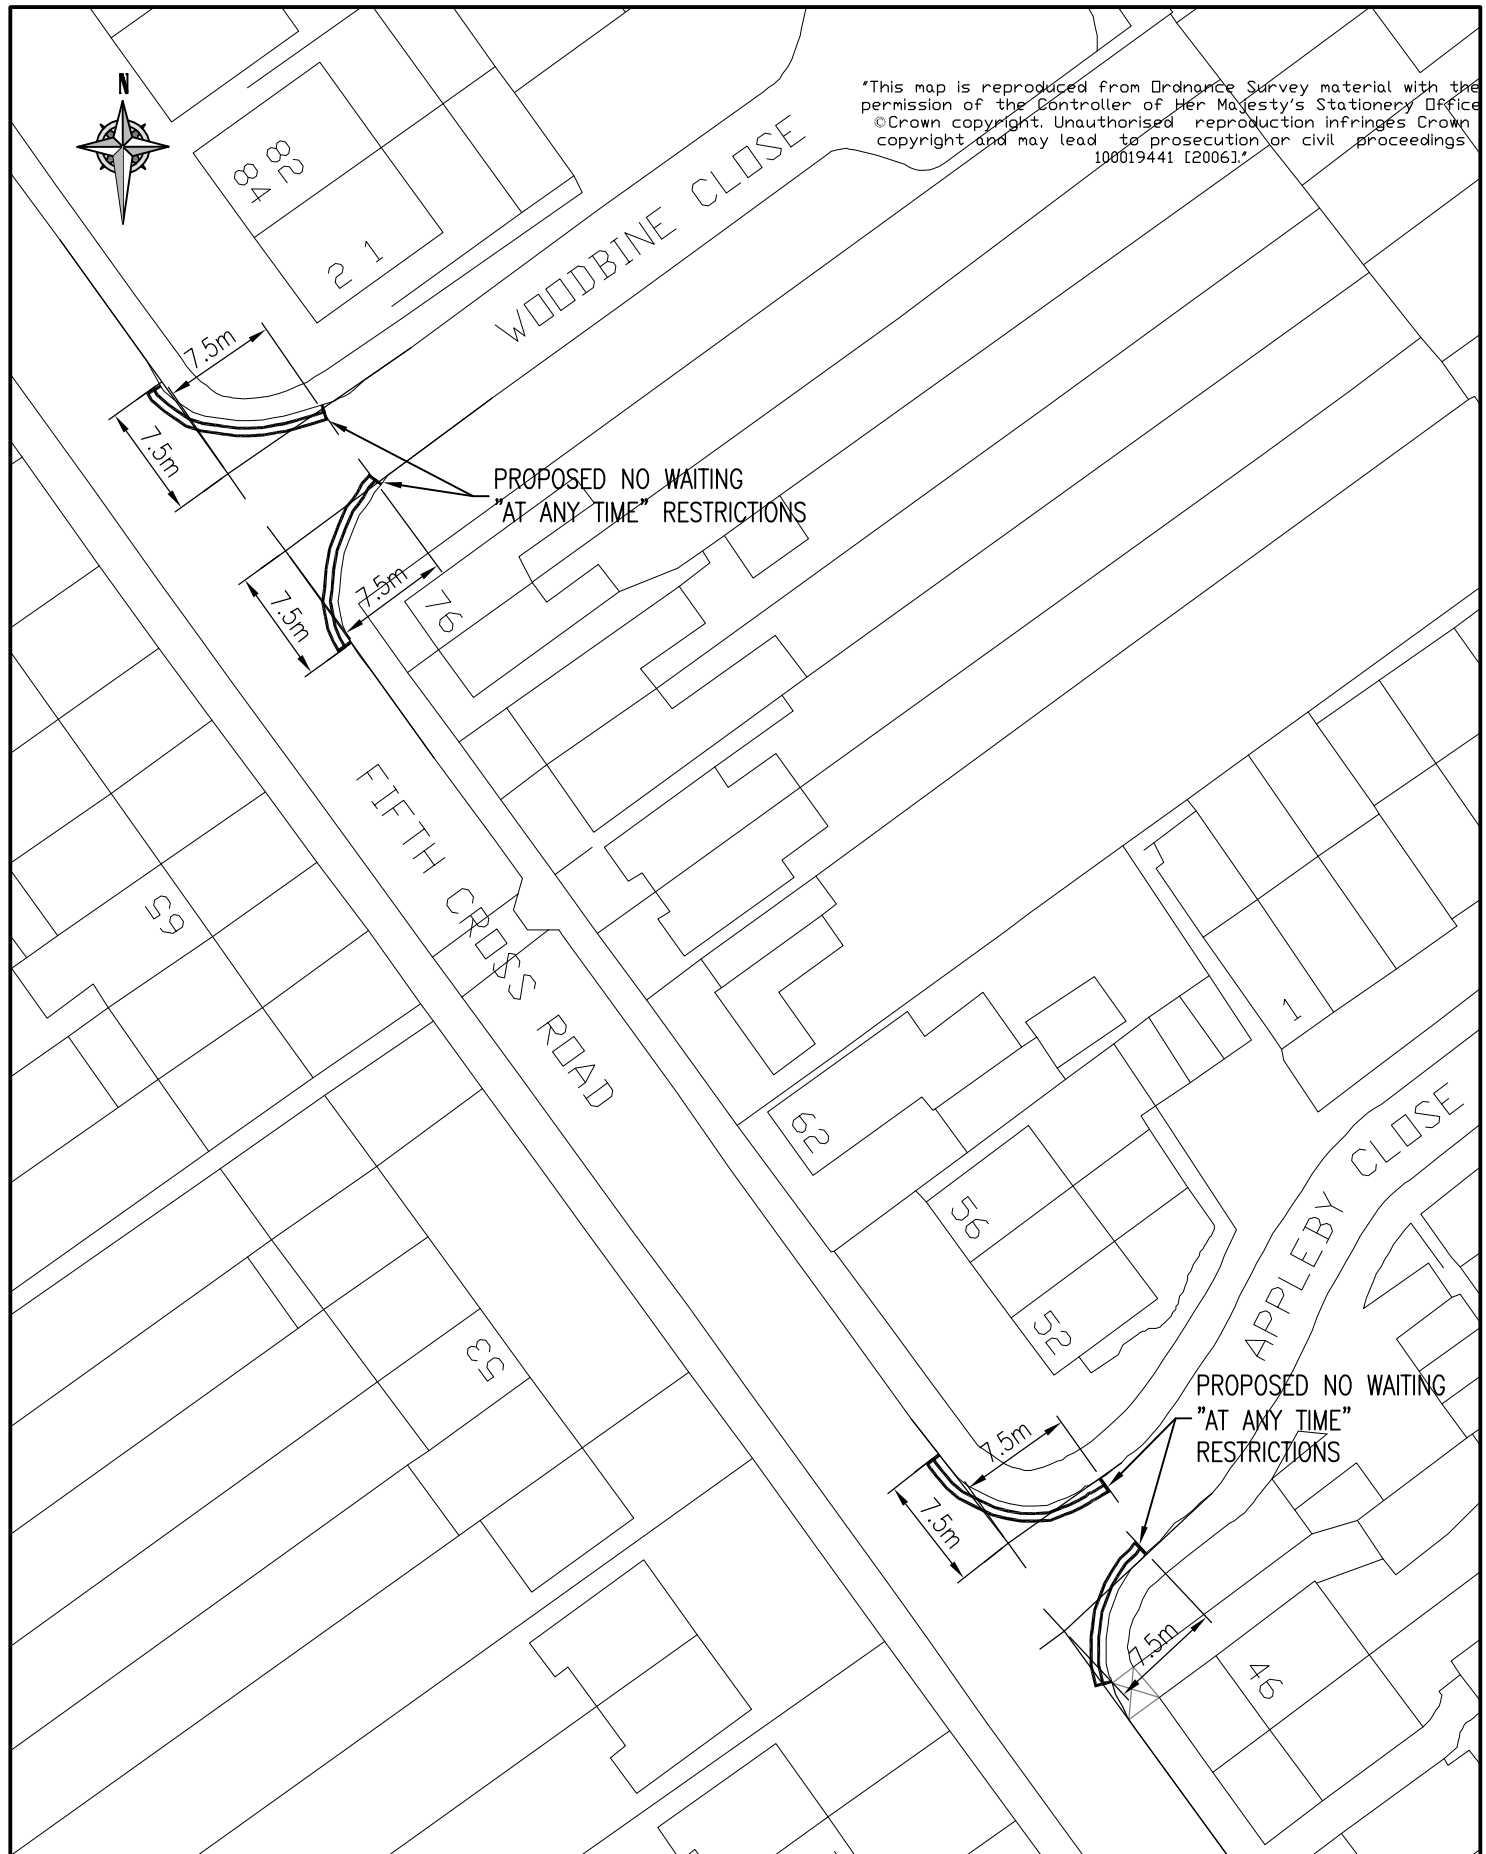 N
"This map is reproduced from Ordnance Survey material with the
permission of the Controller of Her Majesty's Stationery Office
©Crown copyright. Unauthorised reproduction infringes Crown
copyright and may lead to prosecution or civil proceedings
100019441 [2006]."
82
84
2 1
WOODBINE CLOSE
7.5m
7.5m
PROPOSED NO WAITING
"AT ANY TIME" RESTRICTIONS
7.5m
7.5m
76
FIFTH CROSS ROAD
65
1
62
APPLEBY CLOSE
56
52
53
PROPOSED NO WAITING
"AT ANY TIME"
RESTRICTIONS
7.5m
7.5m
7.5m
46